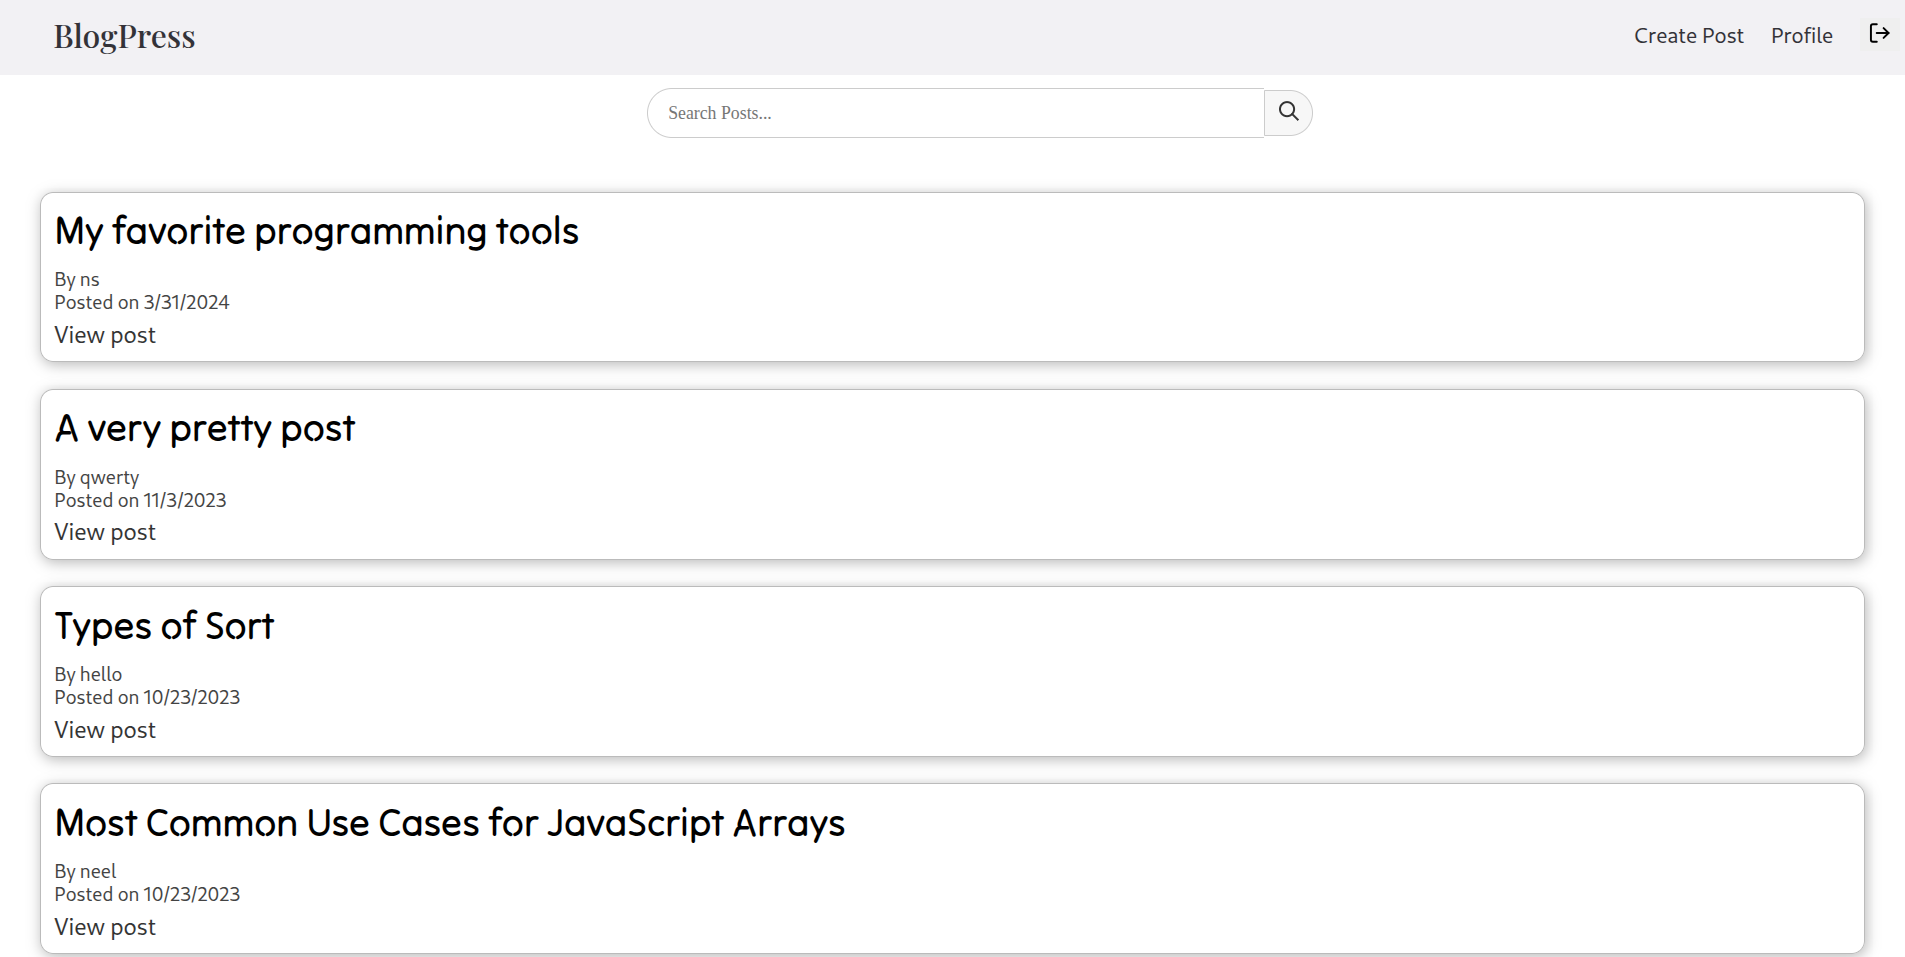 BlogPress
Create Post
Profile
Search Posts...
My favorite programming tools
By ns
Posted on 3/31/2024
View post
A very pretty post
By qwerty
Posted on 11/3/2023
View post
Types of Sort
By hello
Posted on 10/23/2023
View post
Most Common Use Cases for JavaScript Arrays
By neel
Posted on 10/23/2023
View post